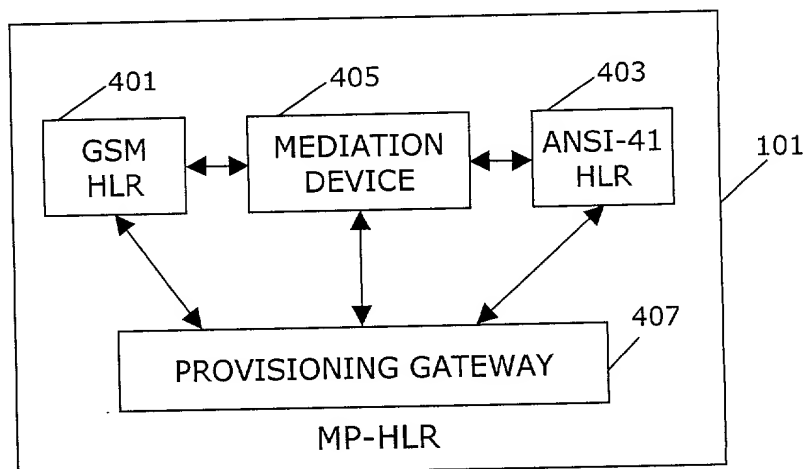 401
405
403
GSM
HLR
MEDIATION
DEVICE
ANSI-41
HLR
101
407
PROVISIONING GATEWAY
MP-HLR